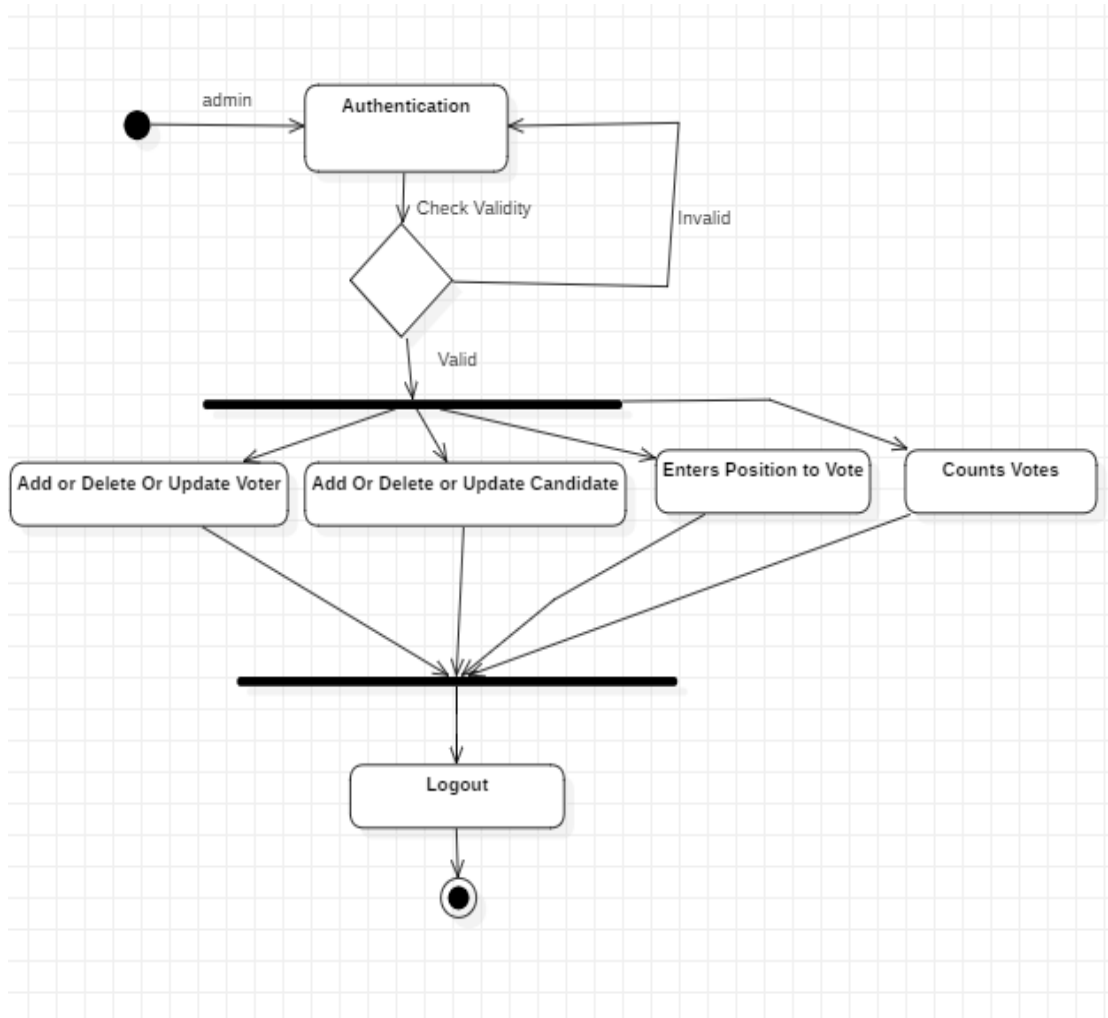 admin
Authentication
Check Validity
Invalid
Valid
Add or Delete Or Update Voter
Add Or Delete or Update Candidate
Enters Position to Vote
Counts Votes
Logout